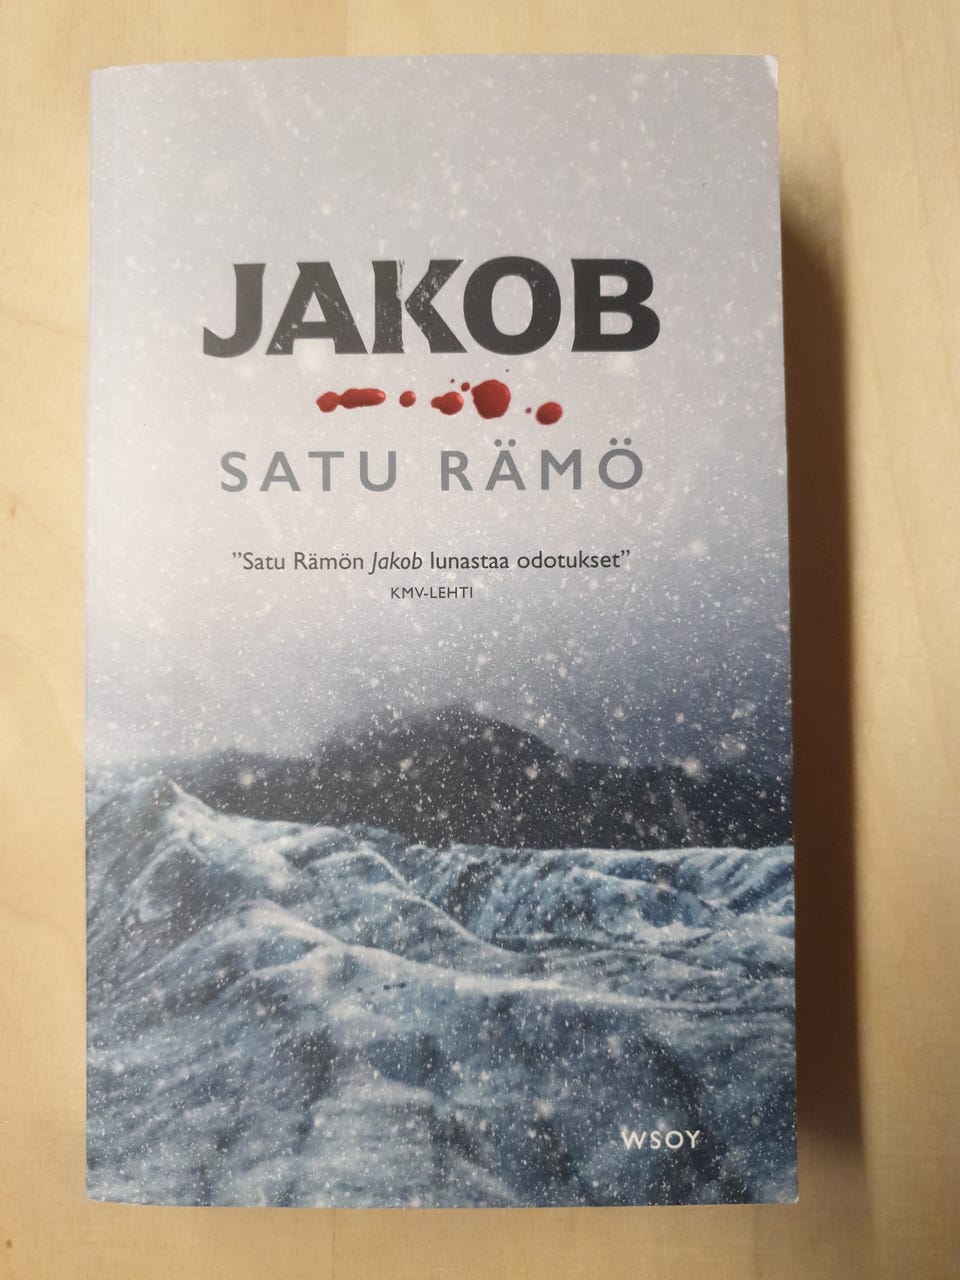 JAKOB
SATU RÄMÖ
”Satu Rämön Jakob lunastaa odotukset”
KMV-LEHTI
WSOY